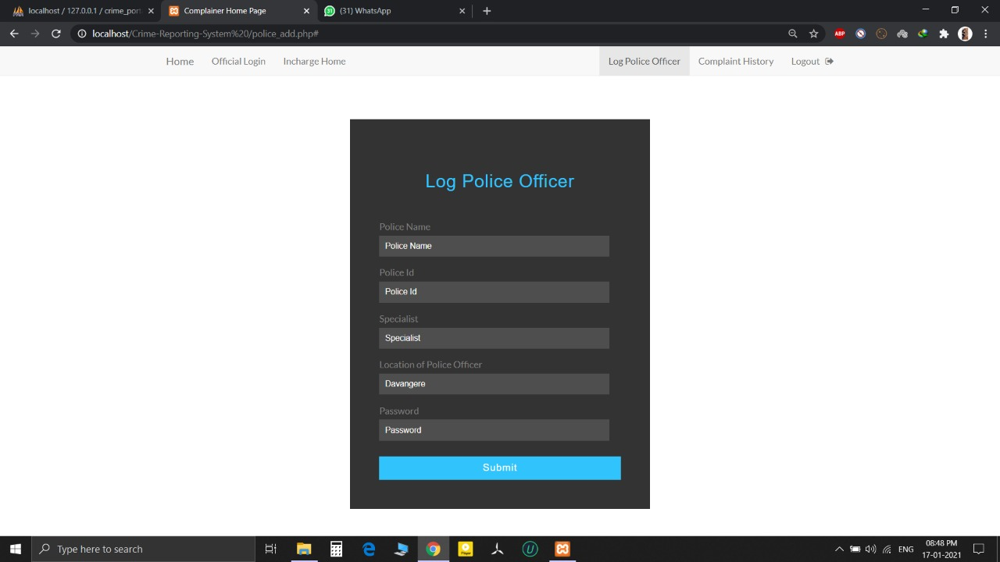 localhost / 127.0.0.1 / crime_port
Complainer Home Page
31
(31) WhatsApp
localhost/Crime-Reporting-System%20/police_add.php#
ABP
Home
Official Login
Incharge Home
Log Police Officer
Complaint History
Logout
Log Police Officer
Police Name
Police Name
Police Id
Police Id
Specialist
Specialist
Location of Police Officer
Davangere
Password
Password
Submit
Type here to search
Player
U
ENG
08:48 PM
17-01-2021